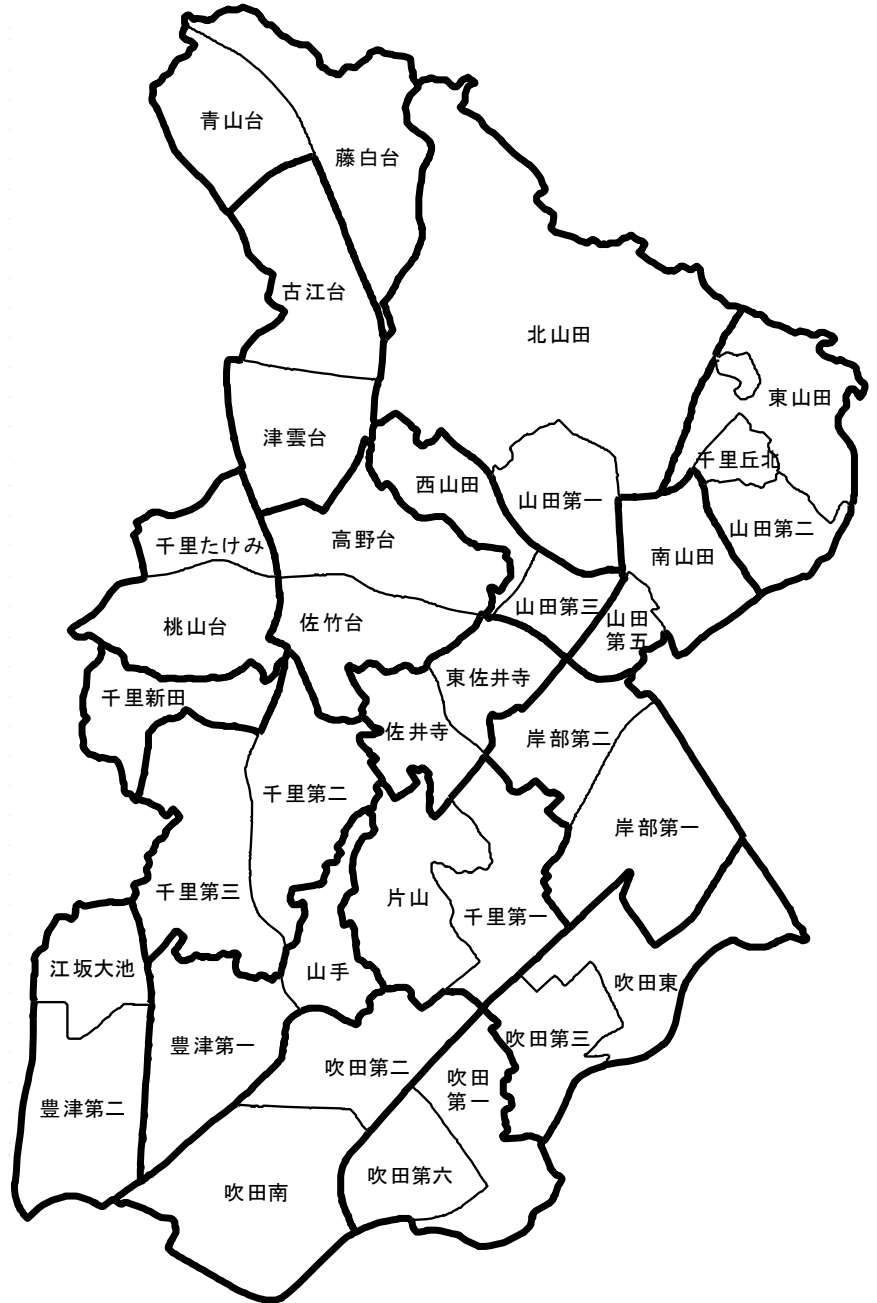 青山台
藤白台
古江台
北山田
東山田
津雲台
千里丘北
西山田
山田第一
山田第二
千里たけみ
高野台
南山田
山田第三
山田
第五
桃山台
佐竹台
東佐井寺
千里新田
佐井寺
岸部第二
千里第二
岸部第一
千里第三
片山
千里第一
江坂大池
山手
吹田東
豊津第一
吹田第三
吹田第二
吹田
第一
豊津第二
吹田第六
吹田南